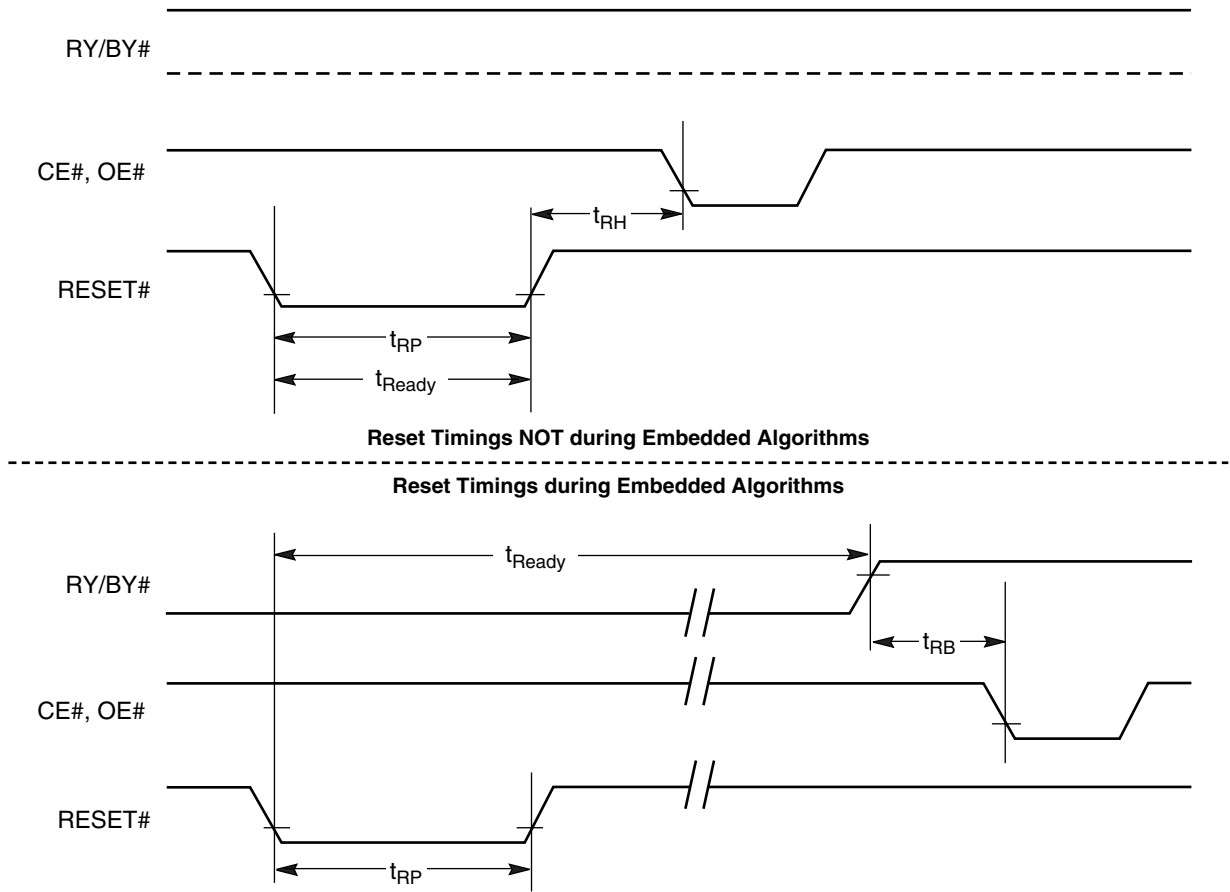 RY/BY#
CE#, OE#
tRH
RESET#
tRP
tReady
Reset Timings NOT during Embedded Algorithms
Reset Timings during Embedded Algorithms
tReady
RY/BY#
tRB
CE#, OE#
RESET#
tRP